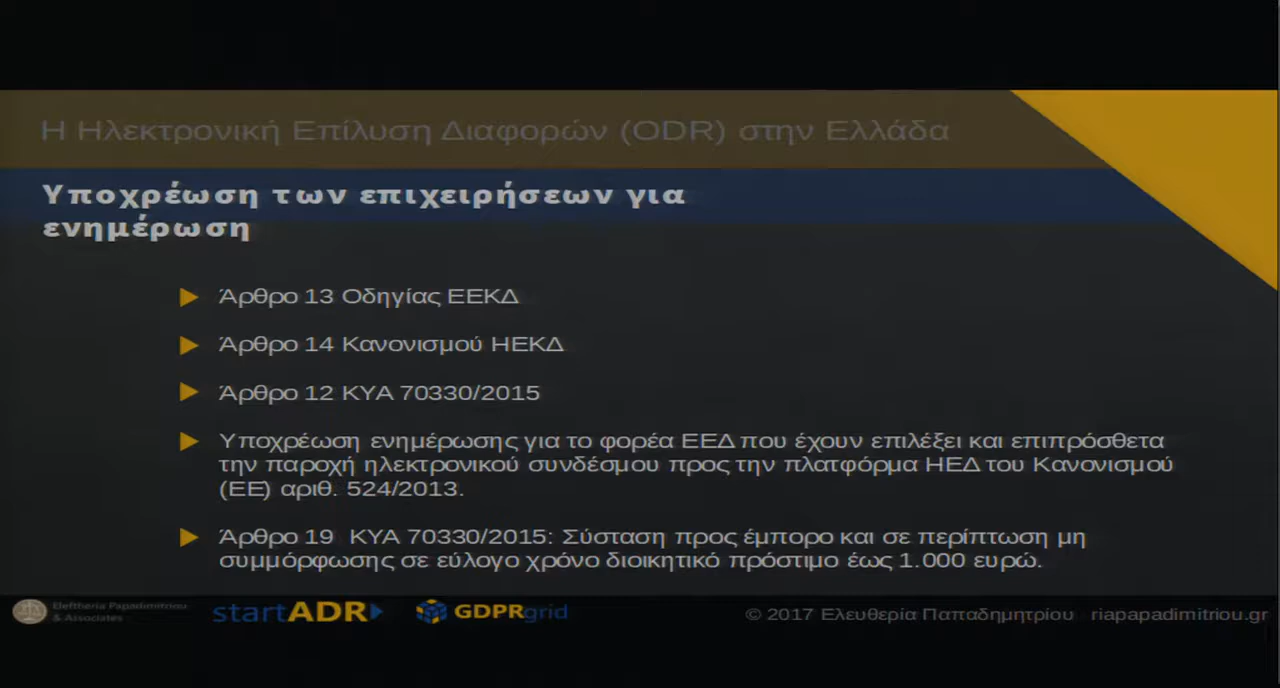 Η Ηλεκτρονική Επίλυση Διαφορών (ODR) στην Ελλάδα
Υποχρέωση των επιχειρήσεων για
ενημέρωση
Άρθρο 13 Οδηγίας ΕΕΚΔ
Άρθρο 14 Κανονισμού ΗΕΚΔ
Άρθρο 12 ΚΥΑ 70330/2015
Υποχρέωση ενημέρωσης για το φορέα ΕΕΔ που έχουν επιλέξει και επιπρόσθετα
την παροχή ηλεκτρονικού συνδέσμου προς την πλατφόρμα ΗΕΔ του Κανονισμού
(ΕΕ) αριθ. 524/2013.
Άρθρο 19 ΚΥΑ 70330/2015: Σύσταση προς έμπορο και σε περίπτωση μη
συμμόρφωσης σε εύλογο χρόνο διοικητικό πρόστιμο έως 1.000 ευρώ.
Eleftheria Papadimitriou
& Associates
startADR
GDPRgrid
© 2017 Ελευθερία Παπαδημητρίου riapapadimitriou.gr